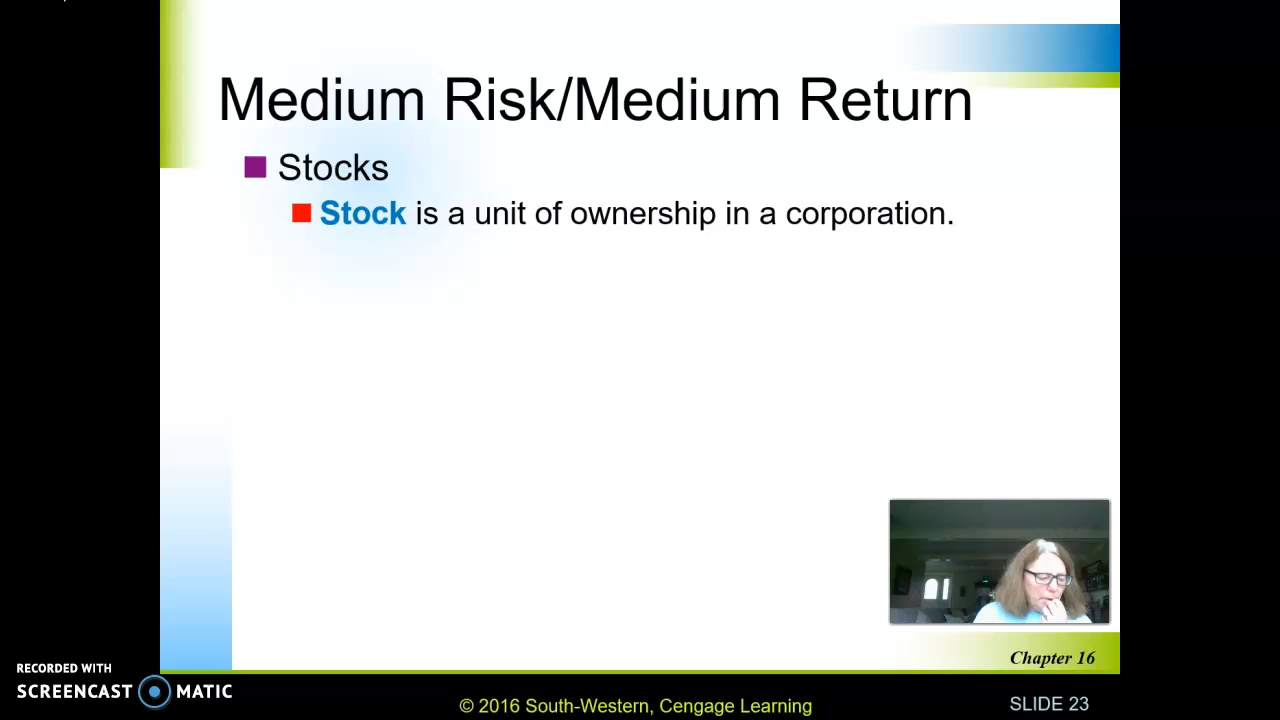 Medium Risk/Medium Return
Stocks
Stock is a unit of ownership in a corporation.
Chapter 16
RECORDED WITH
SCREENCAST MATIC
© 2016 South-Western, Cengage Learning
SLIDE 23